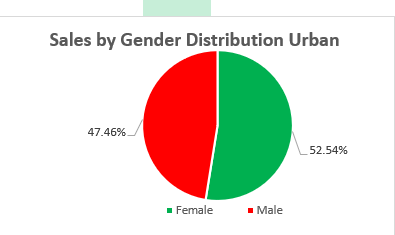 Sales by Gender Distribution Urban
47.46%
52.54%
Female Male